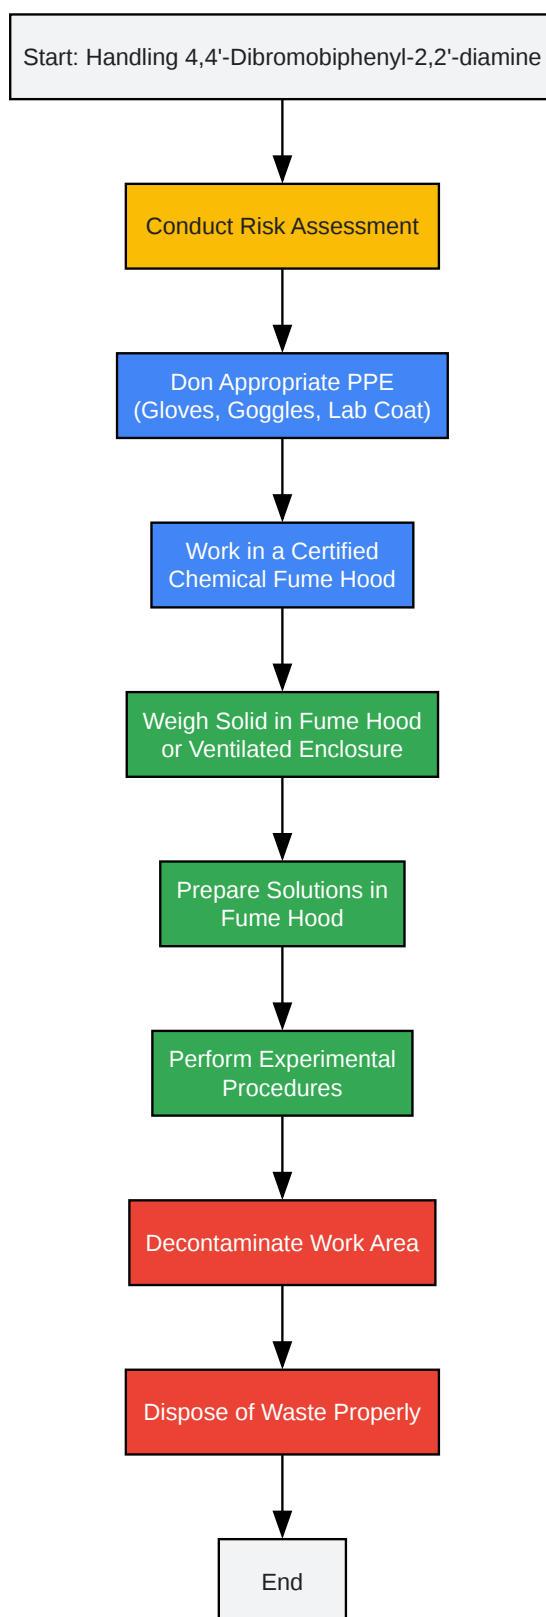 Start: Handling 4,4'-Dibromobiphenyl-2,2'-diamine
Conduct Risk Assessment
Don Appropriate PPE
(Gloves, Goggles, Lab Coat)
Work in a Certified
Chemical Fume Hood
Weigh Solid in Fume Hood
or Ventilated Enclosure
Prepare Solutions in
Fume Hood
Perform Experimental
Procedures
Decontaminate Work Area
Dispose of Waste Properly
End